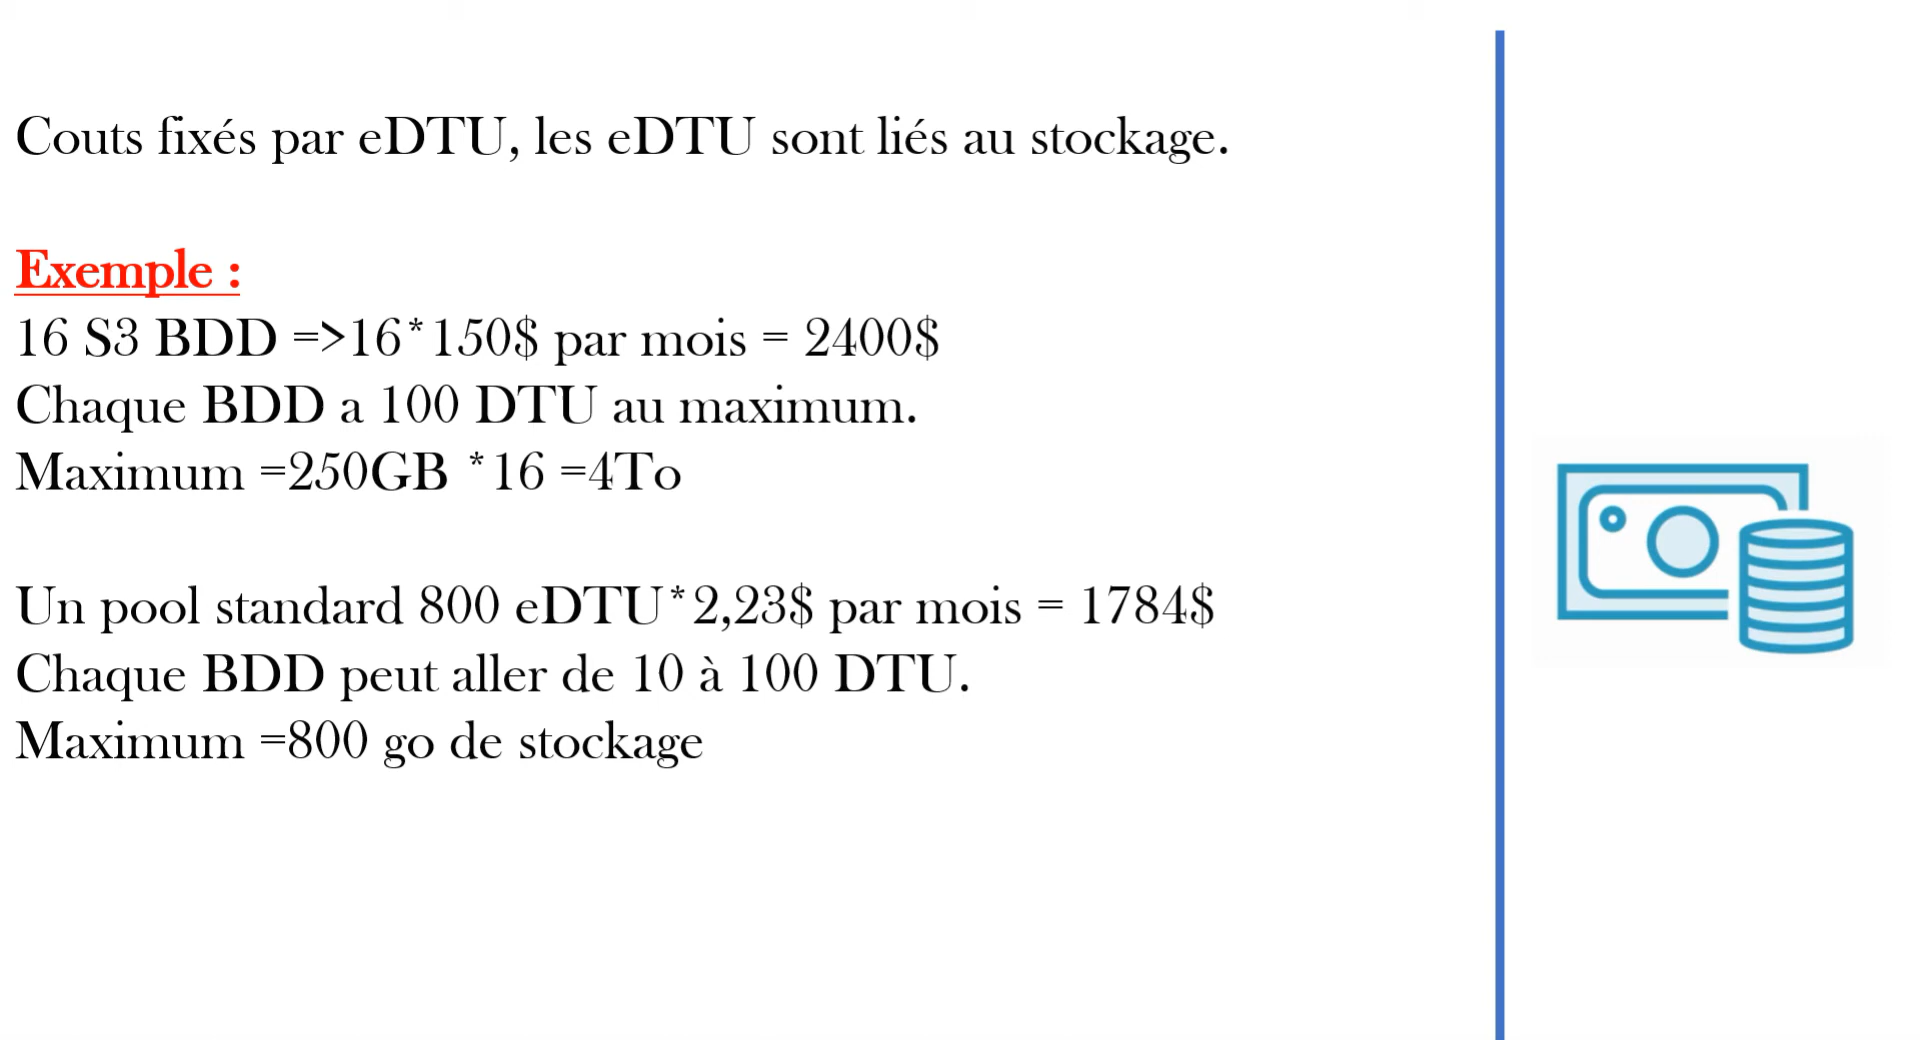 Couts fixés par eDTU, les eDTU sont liés au stockage.
Exemple :
16 S3 BDD =>16*150$ par mois = 2400$
Chaque BDD a 100 DTU au maximum.
Maximum =250GB *16 =4To
Un pool standard 800 eDTU*2,23$ par mois = 1784$
Chaque BDD peut aller de 10 à 100 DTU.
Maximum =800 go de stockage